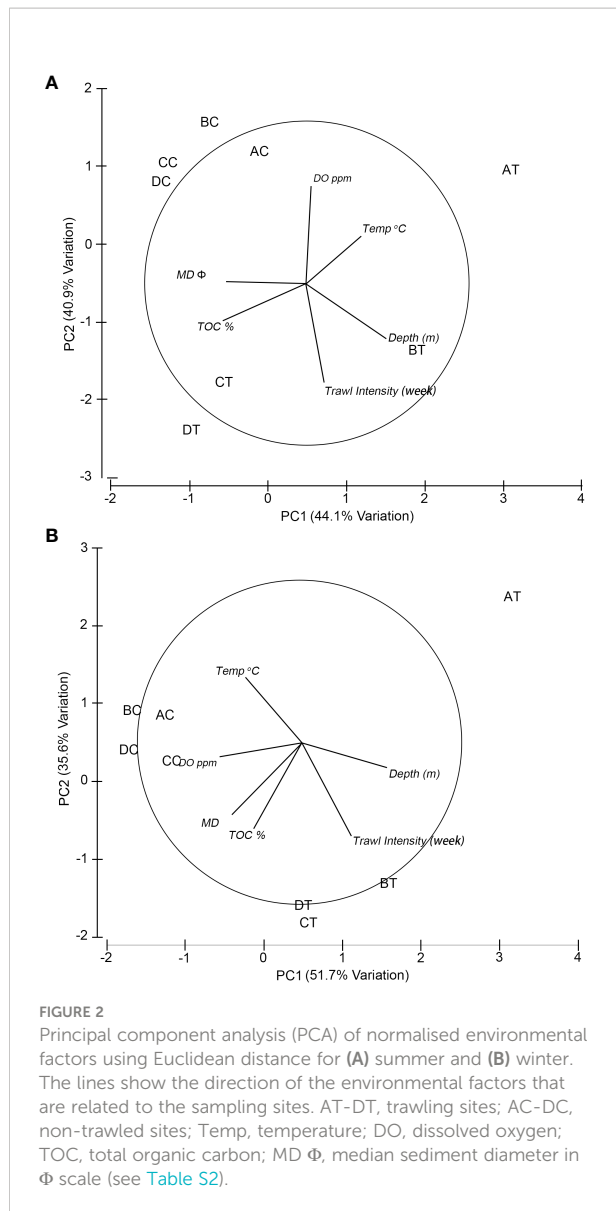 A
2
1
0
-1
-2
-3
PC2 (40.9% Variation)
BC
AC
CC
DC
AT
DO ppm
Temp °C
MD Φ
TOC %
Depth (m)
BT
CT
Trawl Intensity (week)
DT
-2
-1
0
1
2
3
4
PC1 (44.1% Variation)
B
3
2
1
0
-1
-2
PC2 (35.6% Variation)
AT
Temp °C
BC
AC
DC
CC
DO ppm
Depth (m)
MD
TOC %
Trawl Intensity (week)
BT
DT
CT
-2
-1
0
1
2
3
4
PC1 (51.7% Variation)
FIGURE 2
Principal component analysis (PCA) of normalised environmental
factors using Euclidean distance for (A) summer and (B) winter.
The lines show the direction of the environmental factors that
are related to the sampling sites. AT-DT, trawling sites; AC-DC,
non-trawled sites; Temp, temperature; DO, dissolved oxygen;
TOC, total organic carbon; MD Φ, median sediment diameter in
Φ scale (see Table S2).